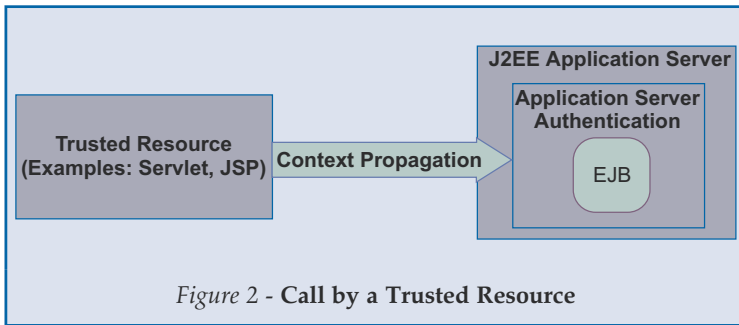 J2EE Application Server
Application Server
Authentication
EJB
Trusted Resource
(Examples: Servlet, JSP)
Context Propagation
Figure 2 - Call by a Trusted Resource